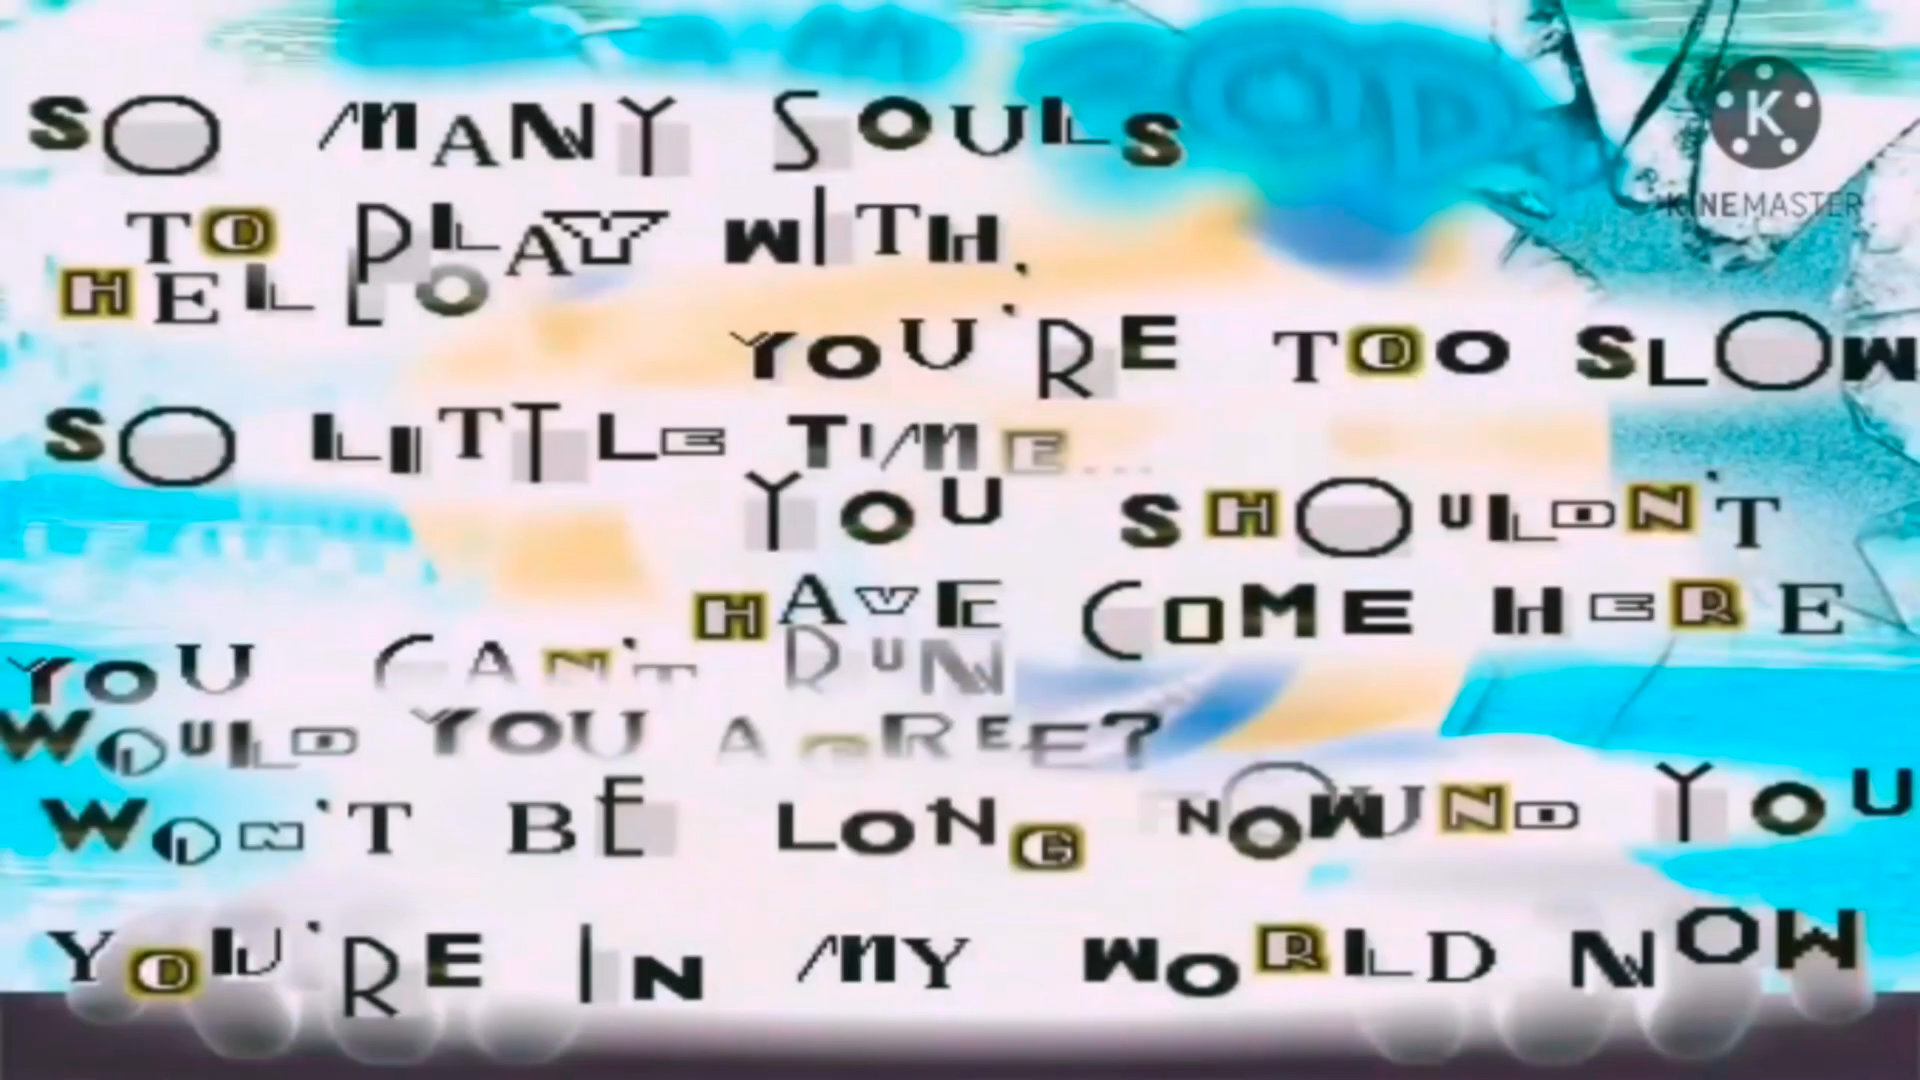 SO MANY SOULS
TO PLAY WITH,
HELLO
YOU'RE TOO SLOW
SO LITTLE TIME...
YOU SHOULDN'T
HAVE COME HERE
YOU CAN'T RUN
WOULD YOU AGREE?
WON'T BE LONG NOW
YOU
YOU'RE IN MY WORLD NOW
K
KINEMASTER